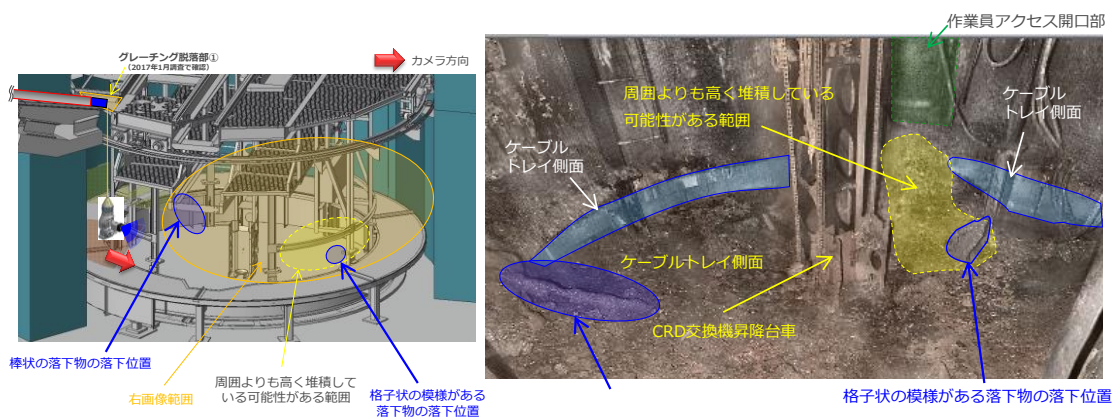 グレーチング脱落部①
(2017年1月調査で確認)
カメラ方向
棒状の落下物の落下位置
右画像範囲
周囲よりも高く堆積して
いる可能性がある範囲
格子状の模様がある
落下物の落下位置
作業員アクセス開口部
周囲よりも高く堆積している
可能性がある範囲
ケーブル
トレイ側面
ケーブル
トレイ側面
ケーブルトレイ側面
CRD交換機昇降台車
格子状の模様がある落下物の落下位置